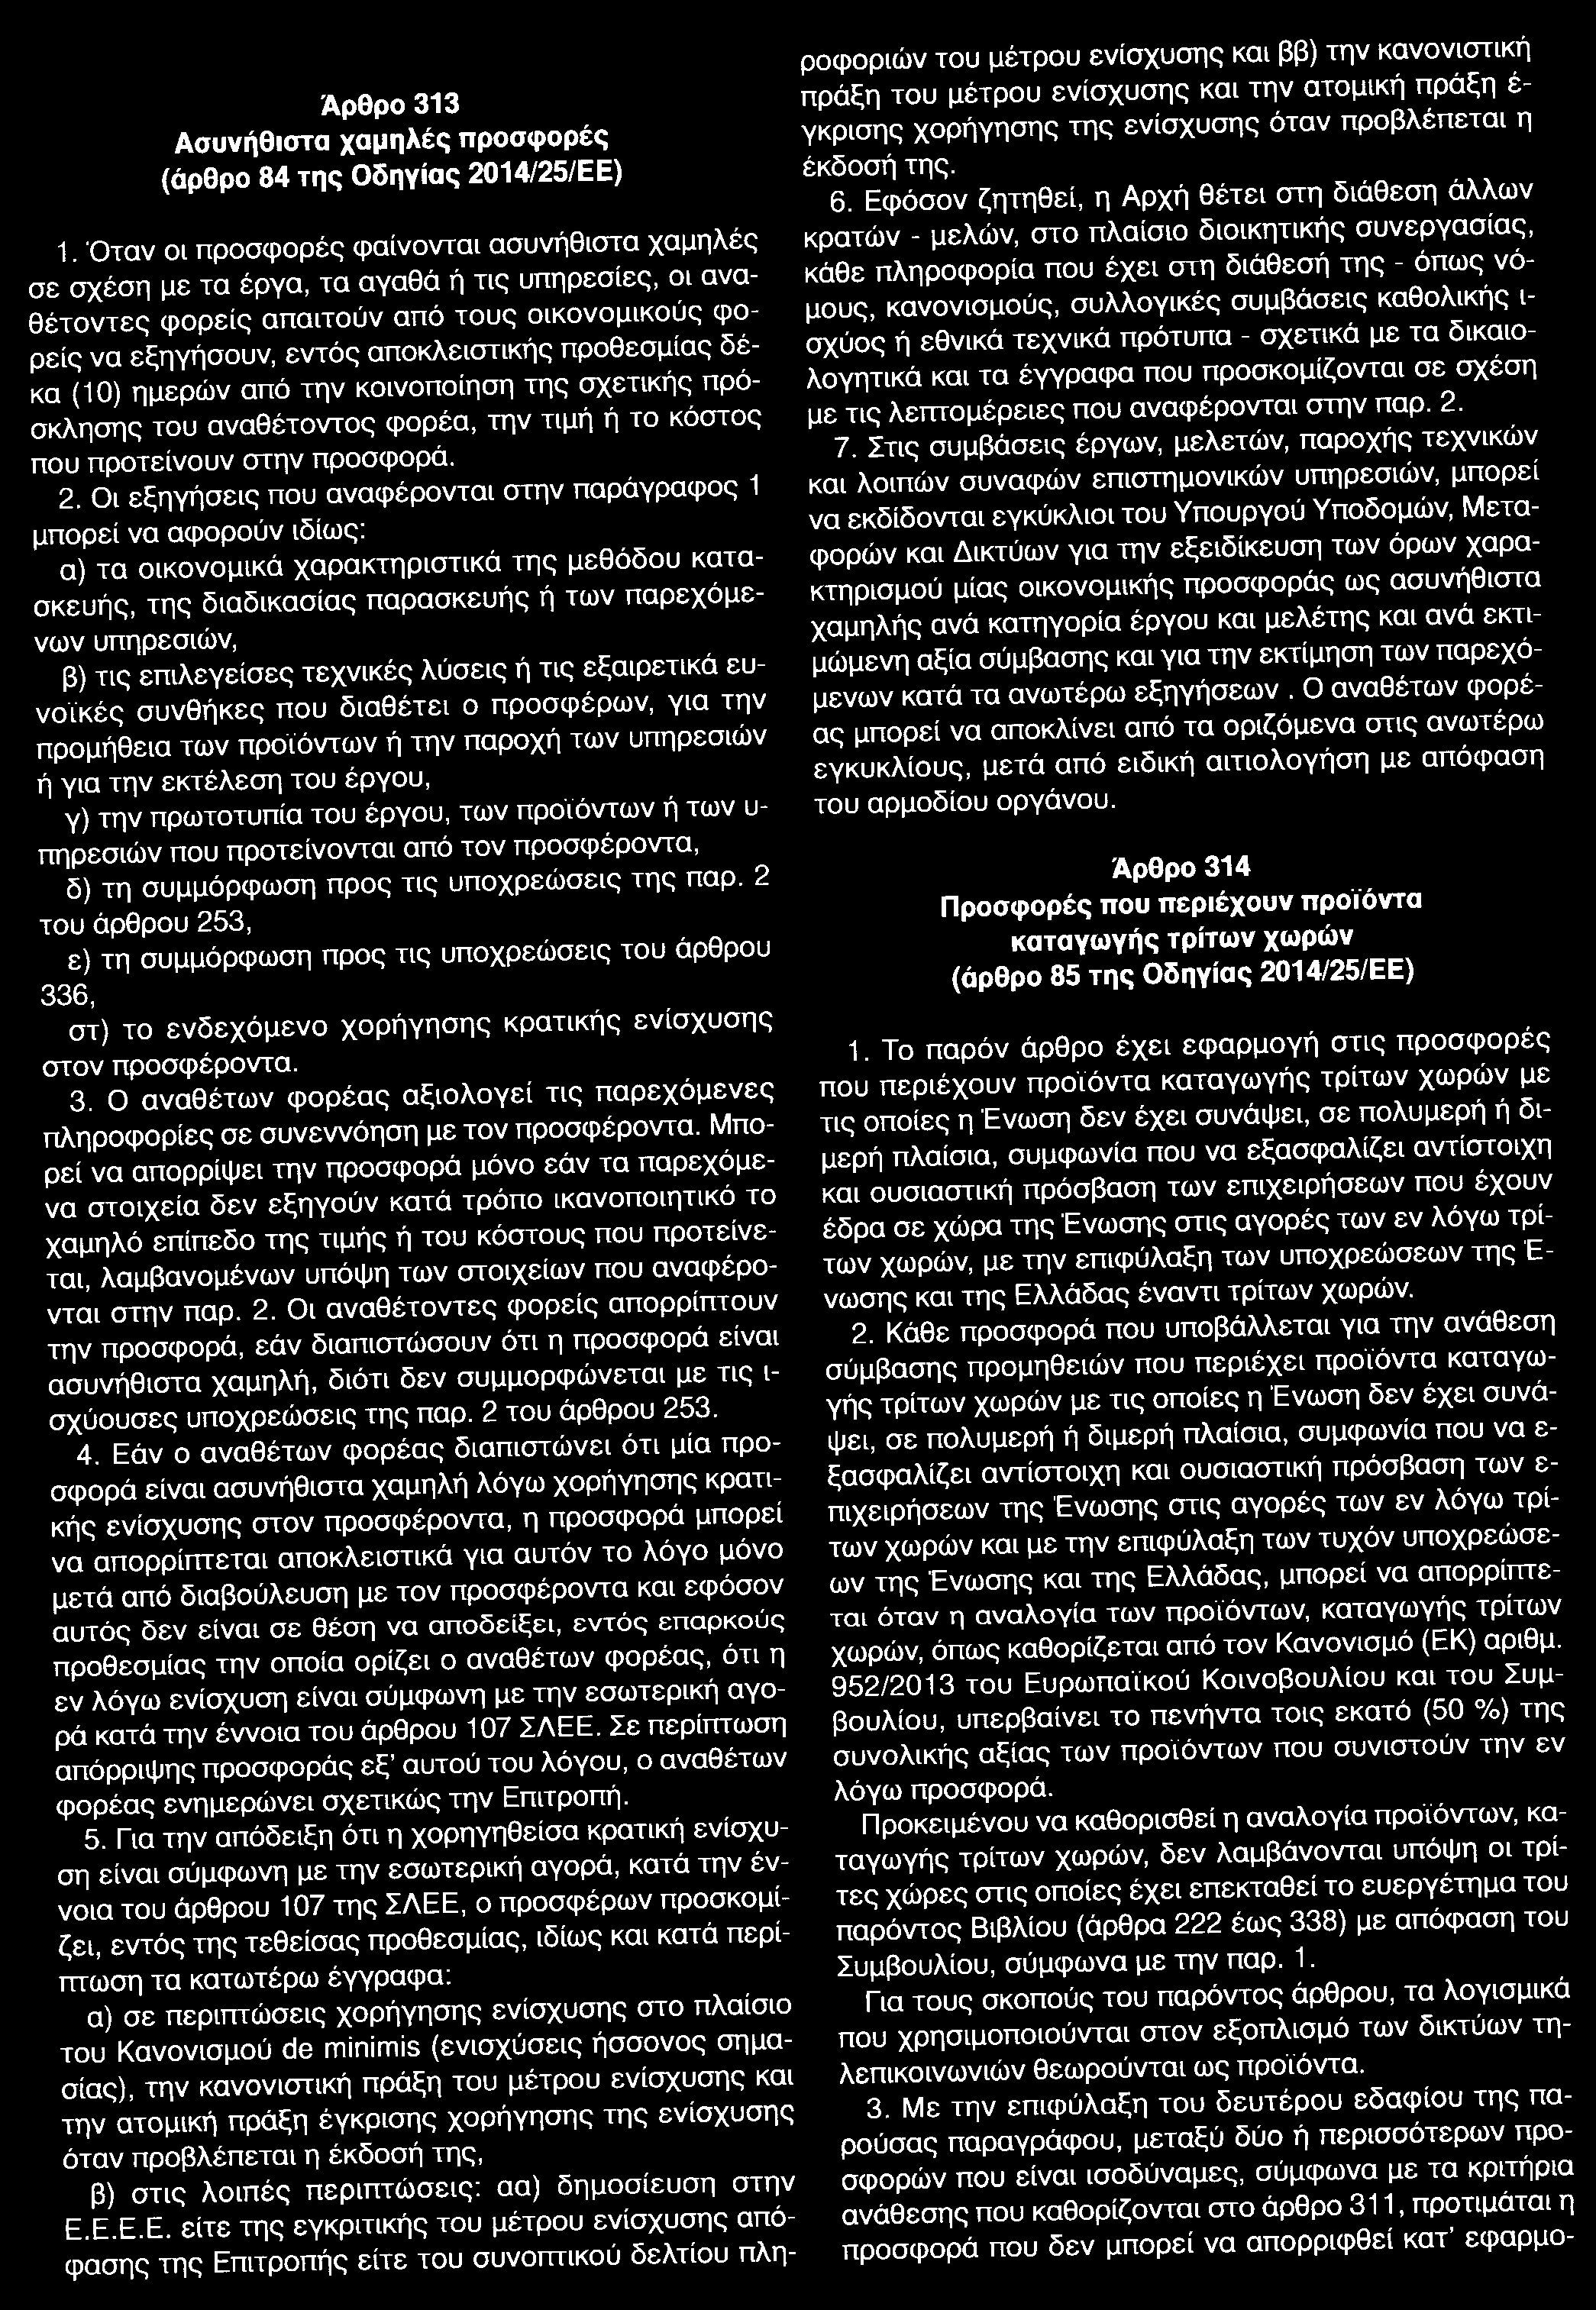 Άρθρο 313
Ασυνήθιστα χαμηλές προσφορές
(άρθρο 84 της Οδηγίας 2014/25/ΕΕ)
1. Όταν οι προσφορές φαίνονται ασυνήθιστα χαμηλές
σε σχέση με τα έργα, τα αγαθά ή τις υπηρεσίες, οι ανα-
θέτοντες φορείς απαιτούν από τους οικονομικούς φο-
ρείς να εξηγήσουν, εντός αποκλειστικής προθεσμίας δέ-
κα (10) ημερών από την κοινοποίηση της σχετικής πρό-
σκλησης του αναθέτοντος φορέα, την τιμή ή το κόστος
που προτείνουν στην προσφορά.
2. Οι εξηγήσεις που αναφέρονται στην παράγραφος 1
μπορεί να αφορούν ιδίως:
α) τα οικονομικά χαρακτηριστικά της μεθόδου κατα-
σκευής, της διαδικασίας παρασκευής ή των παρεχόμε-
νων υπηρεσιών,
β) τις επιλεγείσες τεχνικές λύσεις ή τις εξαιρετικά ευ-
νοϊκές συνθήκες που διαθέτει ο προσφέρων, για την
προμήθεια των προϊόντων ή την παροχή των υπηρεσιών
ή για την εκτέλεση του έργου,
γ) την πρωτοτυπία του έργου, των προϊόντων ή των υ-
πηρεσιών που προτείνονται από τον προσφέροντα,
δ) τη συμμόρφωση προς τις υποχρεώσεις της παρ. 2
του άρθρου 253,
ε) τη συμμόρφωση προς τις υποχρεώσεις του άρθρου
336,
στ) το ενδεχόμενο χορήγησης κρατικής ενίσχυσης
στον προσφέροντα.
3. Ο αναθέτων φορέας αξιολογεί τις παρεχόμενες
πληροφορίες σε συνεννόηση με τον προσφέροντα. Μπο-
ρεί να απορρίψει την προσφορά μόνο εάν τα παρεχόμε-
να στοιχεία δεν εξηγούν κατά τρόπο ικανοποιητικό το
χαμηλό επίπεδο της τιμής ή του κόστους που προτείνε-
ται, λαμβανομένων υπόψη των στοιχείων που αναφέρο-
νται στην παρ. 2. Οι αναθέτοντες φορείς απορρίπτουν
την προσφορά, εάν διαπιστώσουν ότι η προσφορά είναι
ασυνήθιστα χαμηλή, διότι δεν συμμορφώνεται με τις ι-
σχύουσες υποχρεώσεις της παρ. 2 του άρθρου 253.
4. Εάν ο αναθέτων φορέας διαπιστώνει ότι μία προ-
σφορά είναι ασυνήθιστα χαμηλή λόγω χορήγησης κρατι-
κής ενίσχυσης στον προσφέροντα, η προσφορά μπορεί
να απορρίπτεται αποκλειστικά για αυτόν το λόγο μόνο
μετά από διαβούλευση με τον προσφέροντα και εφόσον
αυτός δεν είναι σε θέση να αποδείξει, εντός επαρκούς
προθεσμίας την οποία ορίζει ο αναθέτων φορέας, ότι η
εν λόγω ενίσχυση είναι σύμφωνη με την εσωτερική αγο-
ρά κατά την έννοια του άρθρου 107 ΣΛΕΕ. Σε περίπτωση
απόρριψης προσφοράς εξ’ αυτού του λόγου, ο αναθέτων
φορέας ενημερώνει σχετικώς την Επιτροπή.
5. Για την απόδειξη ότι η χορηγηθείσα κρατική ενίσχυ-
ση είναι σύμφωνη με την εσωτερική αγορά, κατά την έν-
νοια του άρθρου 107 της ΣΛΕΕ, ο προσφέρων προσκομί-
ζει, εντός της τεθείσας προθεσμίας, ιδίως και κατά περί-
πτωση τα κατωτέρω έγγραφα:
α) σε περιπτώσεις χορήγησης ενίσχυσης στο πλαίσιο
του Κανονισμού de minimis (ενισχύσεις ήσσονος σημα-
σίας), την κανονιστική πράξη του μέτρου ενίσχυσης και
την ατομική πράξη έγκρισης χορήγησης της ενίσχυσης
όταν προβλέπεται η έκδοσή της,
β) στις λοιπές περιπτώσεις: αα) δημοσίευση στην
Ε.Ε.Ε.Ε. είτε της εγκριτικής του μέτρου ενίσχυσης από-
φασης της Επιτροπής είτε του συνοπτικού δελτίου πλη-
ροφοριών του μέτρου ενίσχυσης και ββ) την κανονιστική
πράξη του μέτρου ενίσχυσης και την ατομική πράξη έ-
γκρισης χορήγησης της ενίσχυσης όταν προβλέπεται η
έκδοσή της.
6. Εφόσον ζητηθεί, η Αρχή θέτει στη διάθεση άλλων
κρατών - μελών, στο πλαίσιο διοικητικής συνεργασίας,
κάθε πληροφορία που έχει στη διάθεσή της - όπως νό-
μους, κανονισμούς, συλλογικές συμβάσεις καθολικής ι-
σχύος ή εθνικά τεχνικά πρότυπα - σχετικά με τα δικαιο-
λογητικά και τα έγγραφα που προσκομίζονται σε σχέση
με τις λεπτομέρειες που αναφέρονται στην παρ. 2.
7. Στις συμβάσεις έργων, μελετών, παροχής τεχνικών
και λοιπών συναφών επιστημονικών υπηρεσιών, μπορεί
να εκδίδονται εγκύκλιοι του Υπουργού Υποδομών, Μετα-
φορών και Δικτύων για την εξειδίκευση των όρων χαρα-
κτηρισμού μίας οικονομικής προσφοράς ως ασυνήθιστα
χαμηλής ανά κατηγορία έργου και μελέτης και ανά εκτι-
μώμενη αξία σύμβασης και για την εκτίμηση των παρεχό-
μενων κατά τα ανωτέρω εξηγήσεων . Ο αναθέτων φορέ-
ας μπορεί να αποκλίνει από τα οριζόμενα στις ανωτέρω
εγκυκλίους, μετά από ειδική αιτιολογήση με απόφαση
του αρμοδίου οργάνου.
Άρθρο 314
Προσφορές που περιέχουν προϊόντα
καταγωγής τρίτων χωρών
(άρθρο 85 της Οδηγίας 2014/25/ΕΕ)
1. Το παρόν άρθρο έχει εφαρμογή στις προσφορές
που περιέχουν προϊόντα καταγωγής τρίτων χωρών με
τις οποίες η Ένωση δεν έχει συνάψει, σε πολυμερή ή δι-
μερή πλαίσια, συμφωνία που να εξασφαλίζει αντίστοιχη
και ουσιαστική πρόσβαση των επιχειρήσεων που έχουν
έδρα σε χώρα της Ένωσης στις αγορές των εν λόγω τρί-
των χωρών, με την επιφύλαξη των υποχρεώσεων της Έ-
νωσης και της Ελλάδας έναντι τρίτων χωρών.
2. Κάθε προσφορά που υποβάλλεται για την ανάθεση
σύμβασης προμηθειών που περιέχει προϊόντα καταγω-
γής τρίτων χωρών με τις οποίες η Ένωση δεν έχει συνά-
ψει, σε πολυμερή ή διμερή πλαίσια, συμφωνία που να ε-
ξασφαλίζει αντίστοιχη και ουσιαστική πρόσβαση των ε-
πιχειρήσεων της Ένωσης στις αγορές των εν λόγω τρί-
των χωρών και με την επιφύλαξη των τυχόν υποχρεώσε-
ων της Ένωσης και της Ελλάδας, μπορεί να απορρίπτε-
ται όταν η αναλογία των προϊόντων, καταγωγής τρίτων
χωρών, όπως καθορίζεται από τον Κανονισμό (ΕΚ) αριθμ.
952/2013 του Ευρωπαϊκού Κοινοβουλίου και του Συμ-
βουλίου, υπερβαίνει το πενήντα τοις εκατό (50 %) της
συνολικής αξίας των προϊόντων που συνιστούν την εν
λόγω προσφορά.
Προκειμένου να καθορισθεί η αναλογία προϊόντων, κα-
ταγωγής τρίτων χωρών, δεν λαμβάνονται υπόψη οι τρί-
τες χώρες στις οποίες έχει επεκταθεί το ευεργέτημα του
παρόντος Βιβλίου (άρθρα 222 έως 338) με απόφαση του
Συμβουλίου, σύμφωνα με την παρ. 1.
Για τους σκοπούς του παρόντος άρθρου, τα λογισμικά
που χρησιμοποιούνται στον εξοπλισμό των δικτύων τη-
λεπικοινωνιών θεωρούνται ως προϊόντα.
3. Με την επιφύλαξη του δευτέρου εδαφίου της πα-
ρούσας παραγράφου, μεταξύ δύο ή περισσότερων προ-
σφορών που είναι ισοδύναμες, σύμφωνα με τα κριτήρια
ανάθεσης που καθορίζονται στο άρθρο 311, προτιμάται η
προσφορά που δεν μπορεί να απορριφθεί κατ’ εφαρμο-